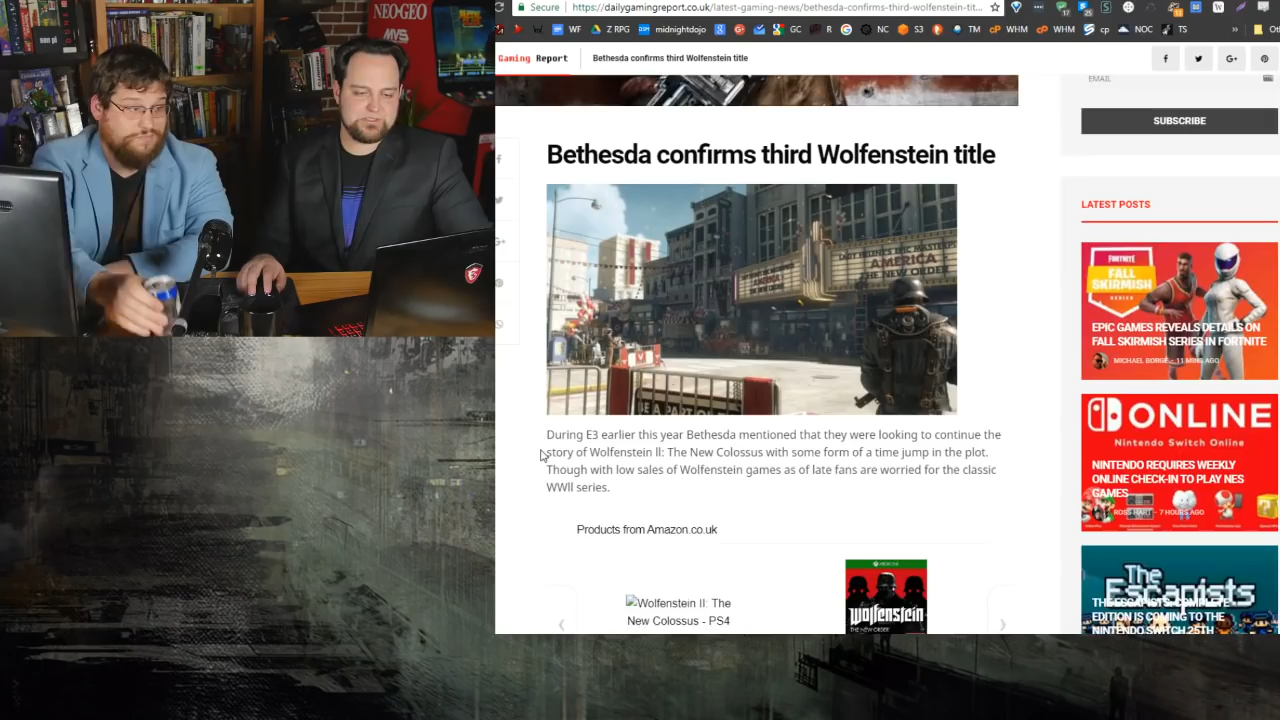 NEO·GEO
MVS
Secure
https://dailygamingreport.co.uk/latest-gaming-news/bethesda-confirms-third-wolfenstein-tit...
WF
Z RPG
midnightdojo
GC
R
NC
S3
TM
WHM
WHM
cp
NOC
TS
»
Gaming Report
Bethesda confirms third Wolfenstein title
EMAIL
SUBSCRIBE
Bethesda confirms third Wolfenstein title
AMERICA
THE NEW ORDER
During E3 earlier this year Bethesda mentioned that they were looking to continue the
story of Wolfenstein ll: The New Colossus with some form of a time jump in the plot.
Though with low sales of Wolfenstein games as of late fans are worried for the classic
WWll series.
Products from Amazon.co.uk
Wolfenstein II: The
New Colossus - PS4
XBOX ONE
Wolfenstein
THE NEW ORDER
LATEST POSTS
FORTNITE
FALL
SKIRMISH
SERIES
EPIC GAMES REVEALS DETAILS ON
FALL SKIRMISH SERIES IN FORTNITE
MICHAEL BORGE - 11 MINS AGO
ONLINE
Nintendo Switch Online
NINTENDO REQUIRES WEEKLY
ONLINE CHECK-IN TO PLAY NES
GAMES
ROSS HART - 7 HOURS AGO
The
Escapists
THE ESCAPISTS: COMPLETE
EDITION IS COMING TO THE
NINTENDO SWITCH 25TH